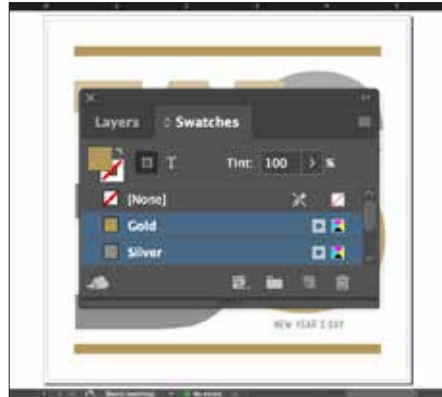 Layers Swatches
T Tint: 100 %
[None]
Gold
Silver
NEW YEAR'S DAY